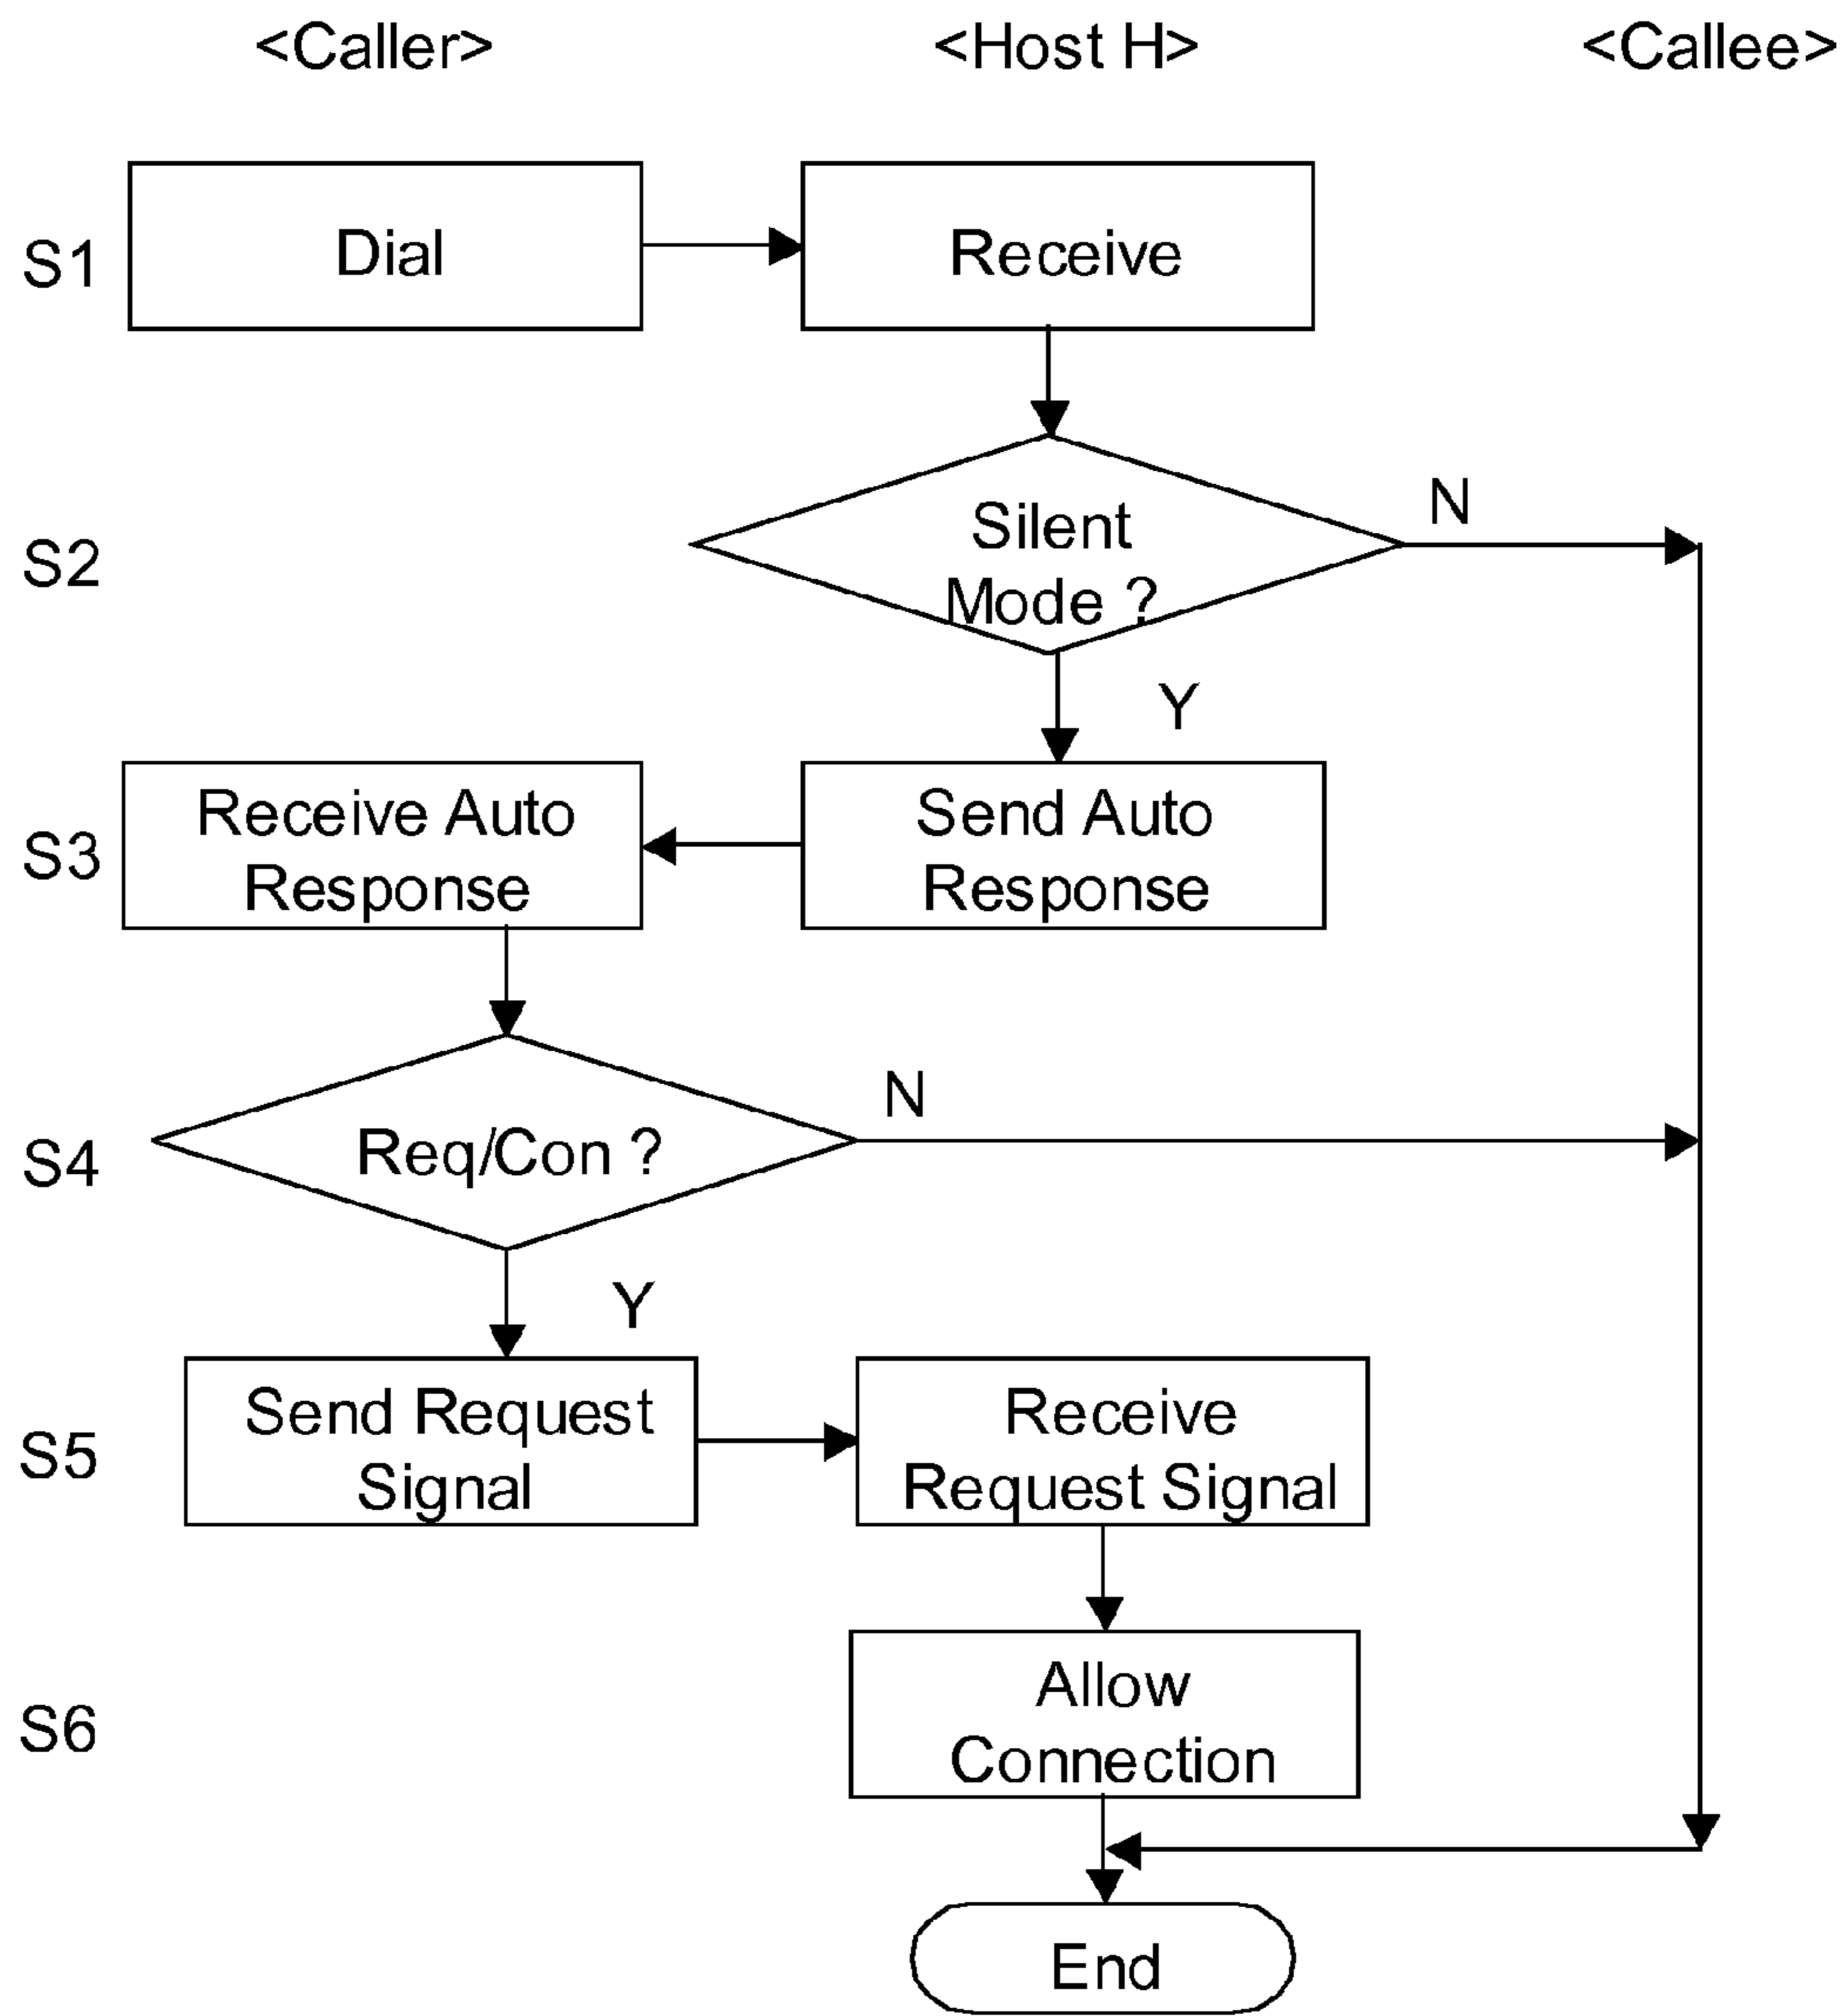 <Caller>
<Host H>
<Callee>
S1
Dial
Receive
S2
Silent
Mode ?
N
Y
S3
Receive Auto
Response
Send Auto
Response
S4
Req/Con ?
N
Y
S5
Send Request
Signal
Receive
Request Signal
S6
Allow
Connection
End